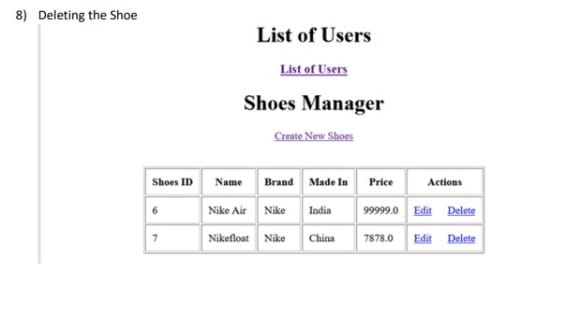 8) Deleting the Shoe
List of Users
List of Users
Shoes Manager
Create New Shoes
Shoes ID Name Brand Made In Price Actions
6 Nike Air Nike India 99999.0 Edit Delete
7 Nikefloat Nike China 7878.0 Edit Delete